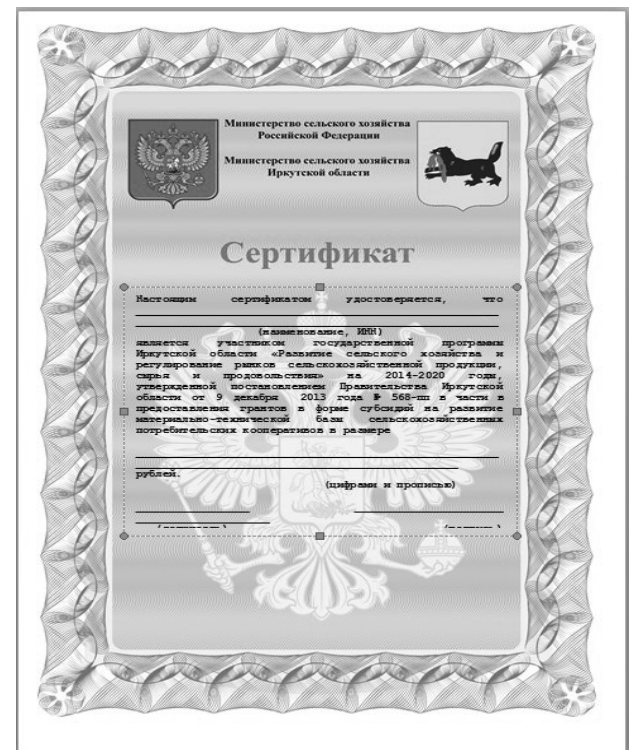 Министерство сельского хозяйства
Российской Федерации
Министерство сельского хозяйства
Иркутской области
Сертификат
Настоящим сертификатом удостоверяется, что
(наименование, ИНН)
является участником государственной программы
Иркутской области «Развитие сельского хозяйства и
регулирование рынков сельскохозяйственной продукции,
сырья и продовольствия» на 2014-2020 годы,
утвержденной постановлением Правительства Иркутской
области от 9 декабря 2013 года № 568-пп в части в
предоставления грантов в форме субсидий на развитие
материально-технической базы сельскохозяйственных
потребительских кооперативов в размере
рублей.
(цифрами и прописью)